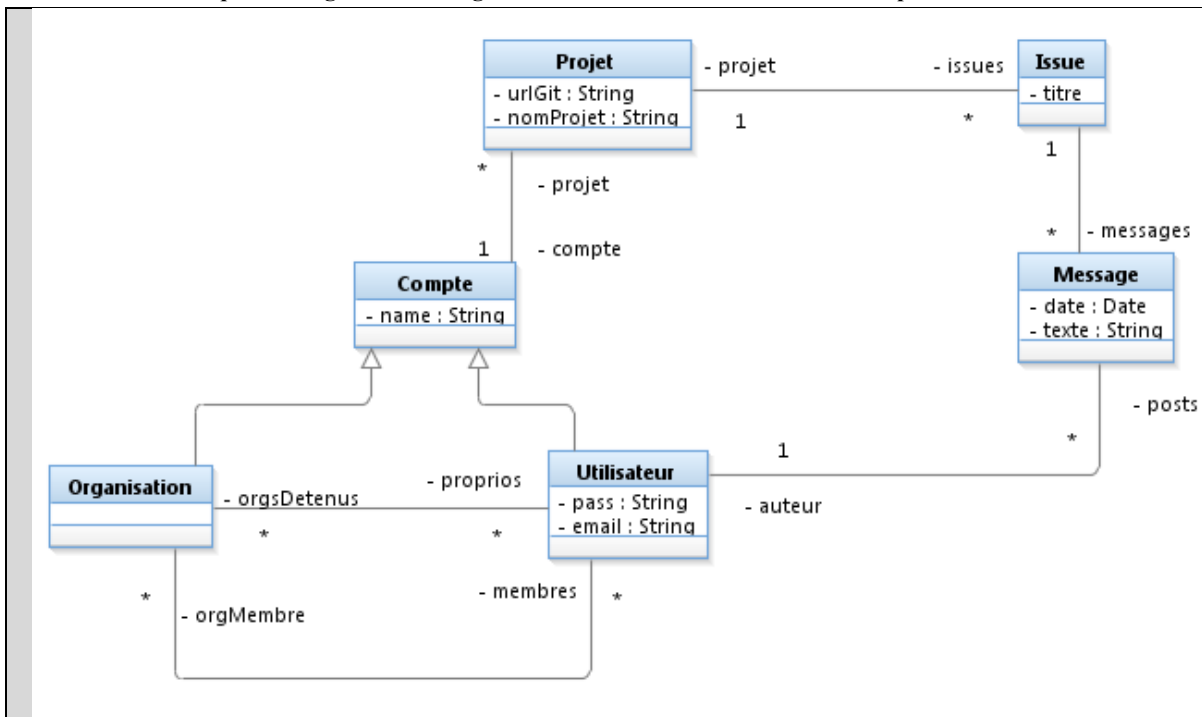 Projet
- urlGit : String
- nomProjet : String
- projet
- issues
1
*
Issue
- titre
1
* - messages
Message
- date : Date
- texte : String
- posts
*
*
- projet
1
- compte
Compte
- name : String
Organisation
- orgsDetenus
*
- proprios
*
Utilisateur
- pass : String
- email : String
1
- auteur
*
- orgMembre
- membres
*